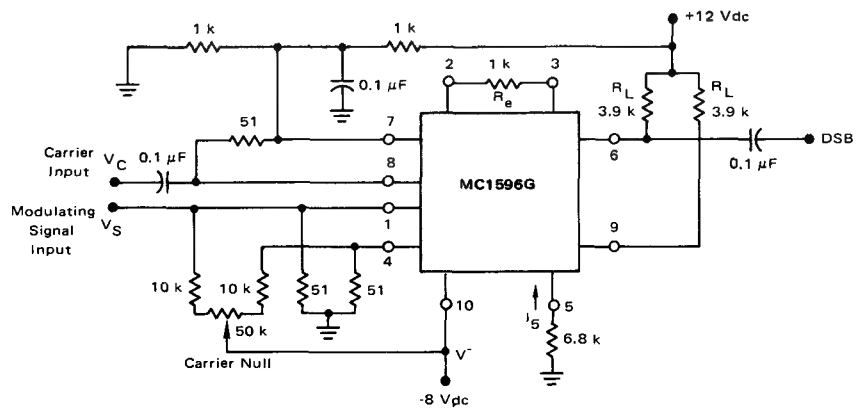 +12 Vdc
1 k
1 k
2
1 k
3
R_e
0.1 µF
R_L
3.9 k
R_L
3.9 k
51
7
6
DSB
0.1 µF
Carrier
Input
V_C
0.1 µF
8
MC1596G
Modulating
Signal
Input
V_S
1
9
4
10 k
10 k
51
51
50 k
10
I_5
5
6.8 k
V-
Carrier Null
-8 Vdc